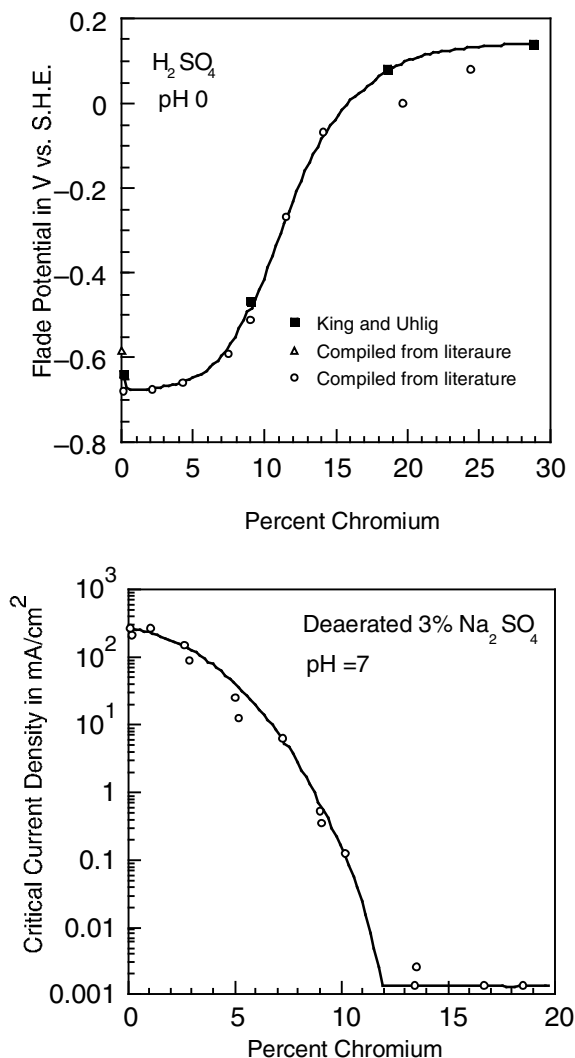 0.2
0
−0.2
−0.4
−0.6
−0.8
Flade Potential in V vs. S.H.E.
H2SO4
pH 0
King and Uhlig
Compiled from literaure
Compiled from literature
0 5 10 15 20 25 30
Percent Chromium
10^3
10^2
10^1
1
0.1
0.01
0.001
Critical Current Density in mA/cm^2
Deaerated 3% Na2SO4
pH =7
0 5 10 15 20
Percent Chromium